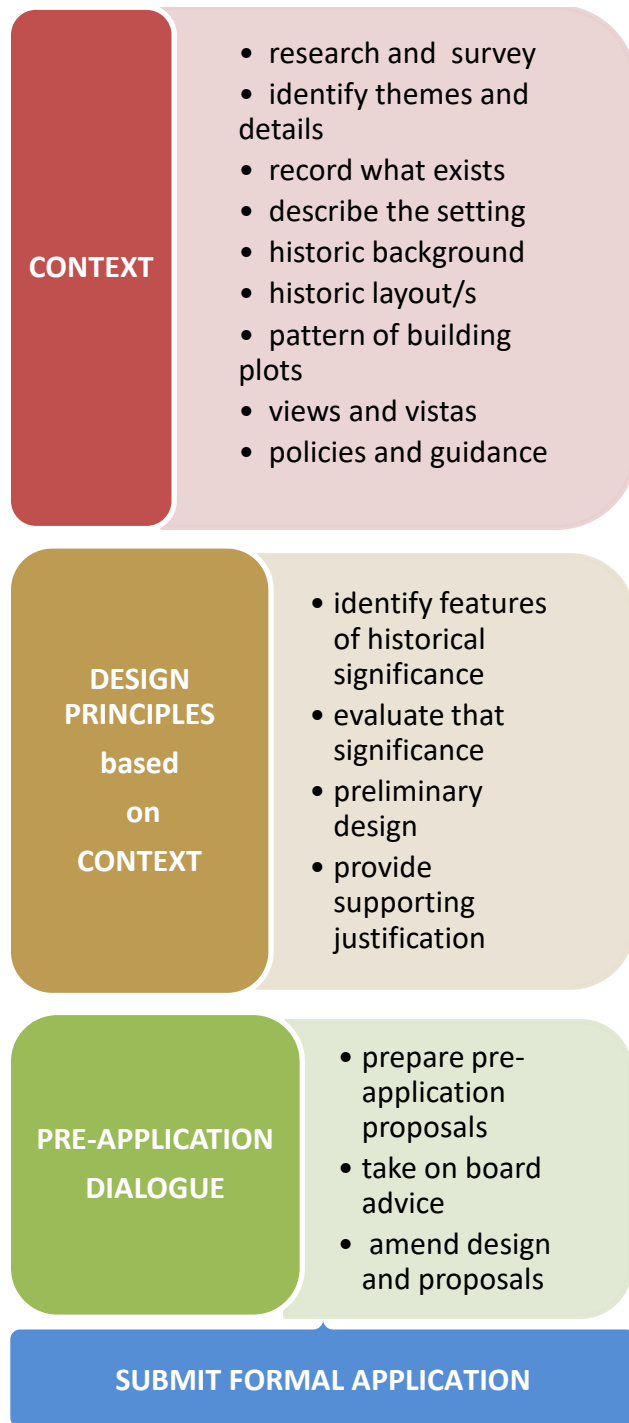 CONTEXT
• research and survey
• identify themes and
details
• record what exists
• describe the setting
• historic background
• historic layout/s
• pattern of building
plots
• views and vistas
• policies and guidance
DESIGN
PRINCIPLES
based
on
CONTEXT
• identify features
of historical
significance
• evaluate that
significance
• preliminary
design
• provide
supporting
justification
PRE-APPLICATION
DIALOGUE
• prepare pre-
application
proposals
• take on board
advice
• amend design
and proposals
SUBMIT FORMAL APPLICATION